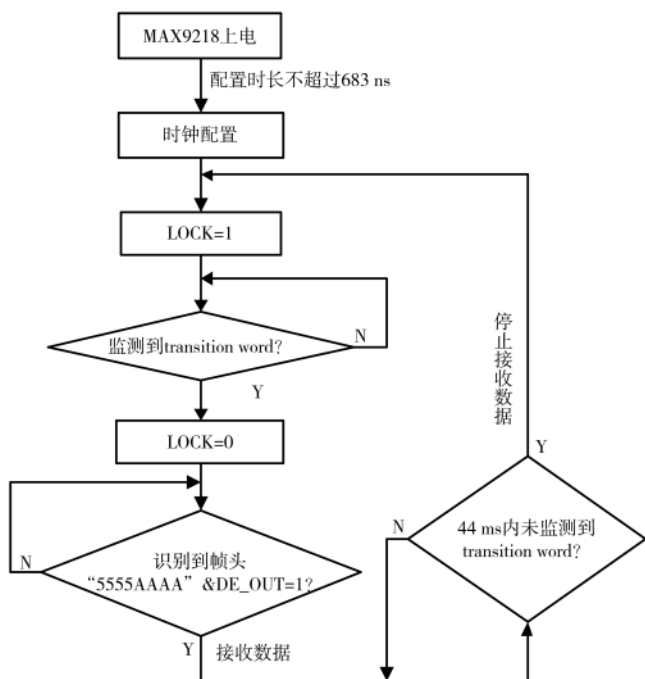 MAX9218上电
配置时长不超过683 ns
时钟配置
LOCK=1
监测到transition word?
N
Y
LOCK=0
识别到帧头
“5555AAAA” &DE_OUT=1?
N
Y
接收数据
停止接收数据
Y
44 ms内未监测到
transition word?
N